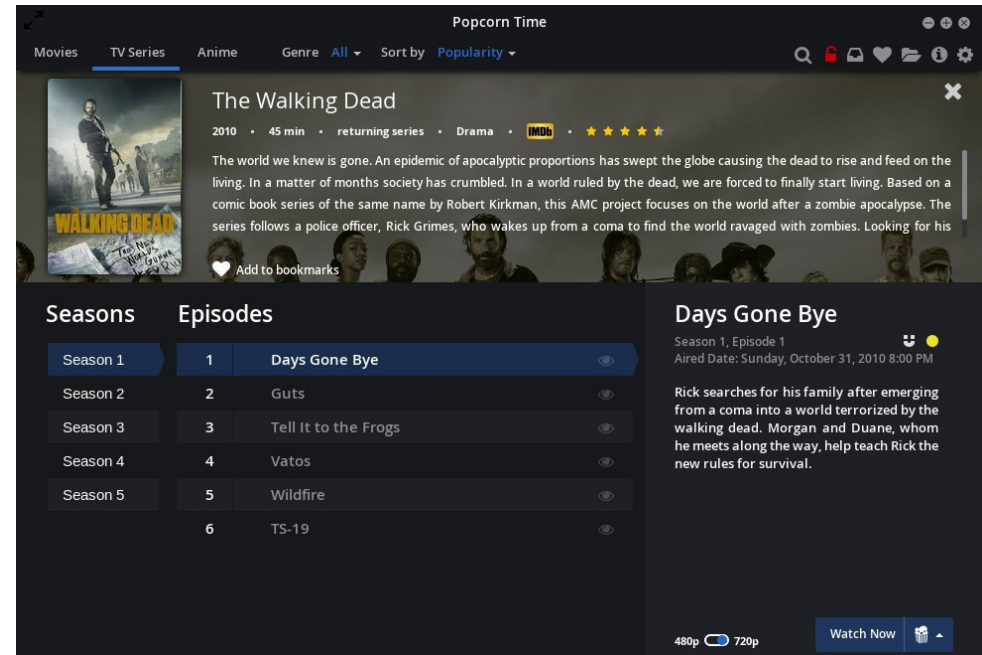 Popcorn Time
Movies TV Series Anime Genre All Sort by Popularity
The Walking Dead
2010 • 45 min • returning series • Drama • IMDb •
The world we knew is gone. An epidemic of apocalyptic proportions has swept the globe causing the dead to rise and feed on the
living. In a matter of months society has crumbled. In a world ruled by the dead, we are forced to finally start living. Based on a
comic book series of the same name by Robert Kirkman, this AMC project focuses on the world after a zombie apocalypse. The
series follows a police officer, Rick Grimes, who wakes up from a coma to find the world ravaged with zombies. Looking for his
WALKING DEAD
Add to bookmarks
Seasons
Season 1
Season 2
Season 3
Season 4
Season 5
Episodes
1 Days Gone Bye
2 Guts
3 Tell It to the Frogs
4 Vatos
5 Wildfire
6 TS-19
Days Gone Bye
Season 1, Episode 1
Aired Date: Sunday, October 31, 2010 8:00 PM
Rick searches for his family after emerging
from a coma into a world terrorized by the
walking dead. Morgan and Duane, whom
he meets along the way, help teach Rick the
new rules for survival.
480p 720p
Watch Now